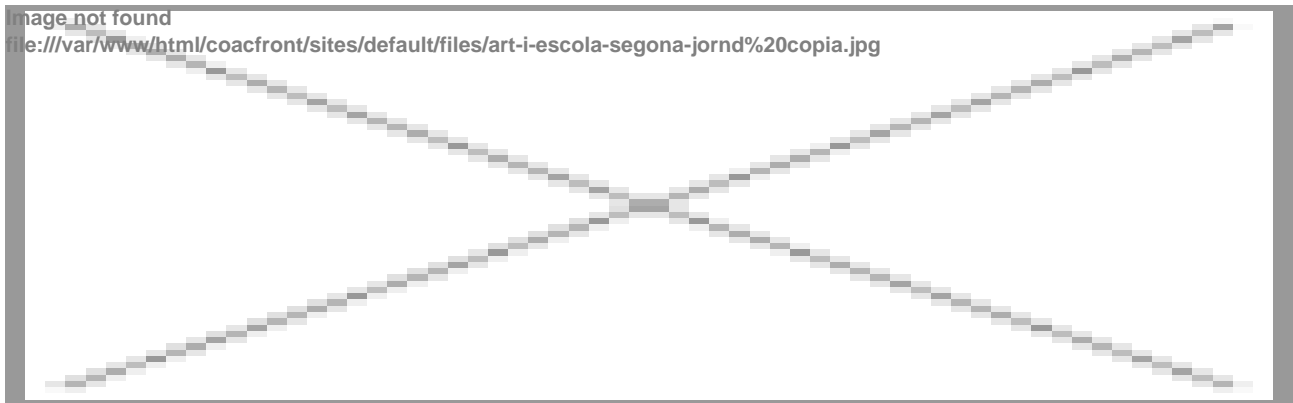 Image not found
file:///var/www/html/coacfront/sites/default/files/art-i-escola-segona-jornd%20copia.jpg